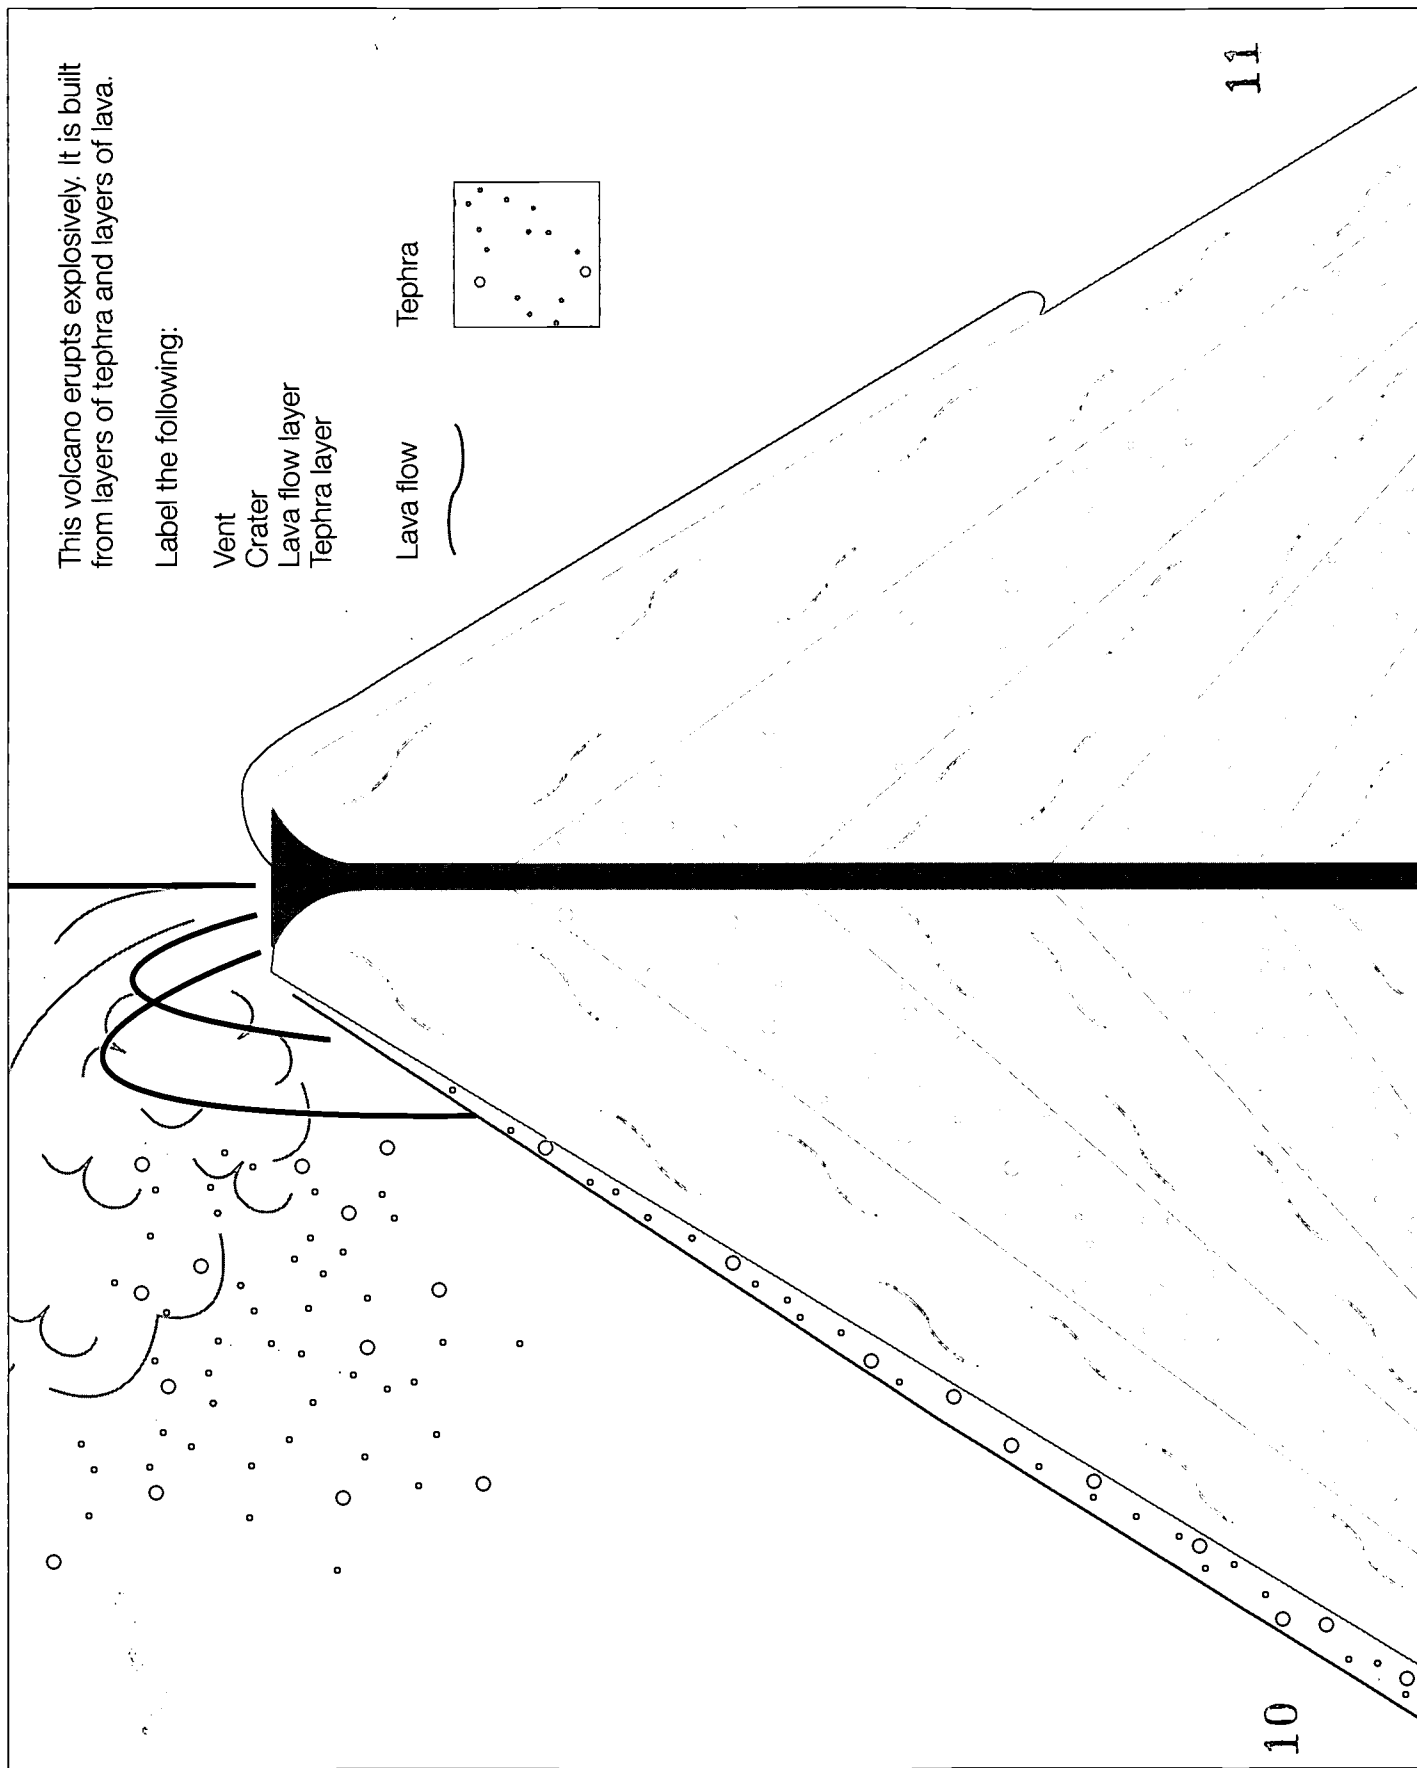 This volcano erupts explosively. It is built
from layers of tephra and layers of lava.
Label the following:
Vent
Crater
Lava flow layer
Tephra layer
Lava flow
Tephra
10
11